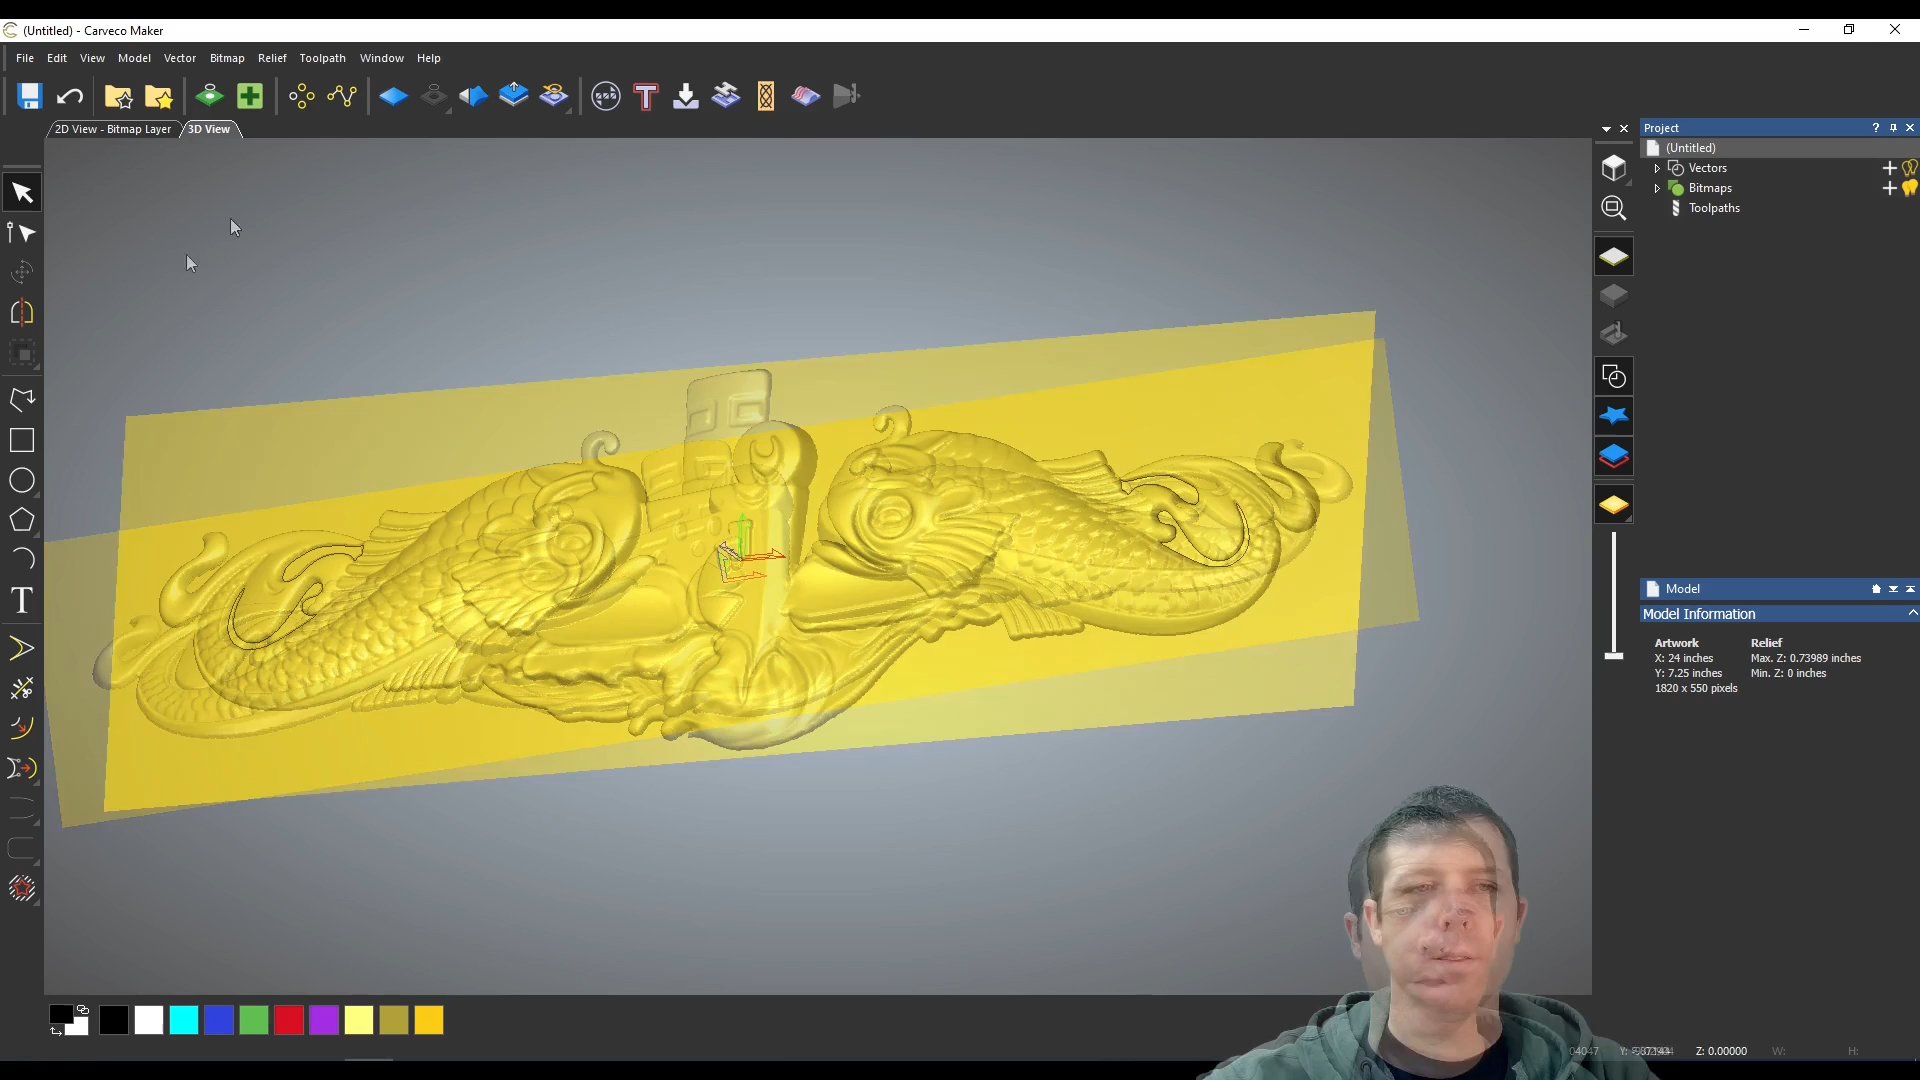 (Untitled) - Carveco Maker
File Edit View Model Vector Bitmap Relief Toolpath Window Help
2D View - Bitmap Layer 3D View
Project
(Untitled)
Vectors
Bitmaps
Toolpaths
Model
Model Information
Artwork Relief
X: 24 inches Max. Z: 0.73989 inches
Y: 7.25 inches Min. Z: 0 inches
1820 x 550 pixels
04047 Y: Z: 0.00000 W: H: